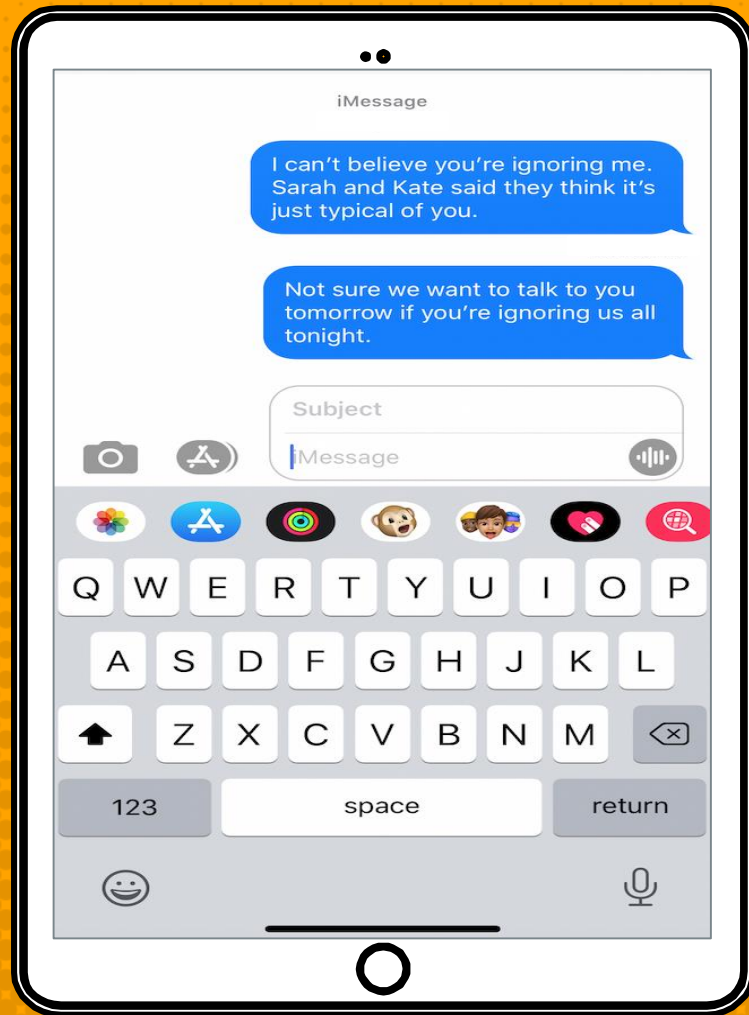 iMessage
I can't believe you're ignoring me.
Sarah and Kate said they think it's
just typical of you.
Not sure we want to talk to you
tomorrow if you're ignoring us all
tonight.
Subject
iMessage
Q W E R T Y U I O P
A S D F G H J K L
Z X C V B N M
123 space return